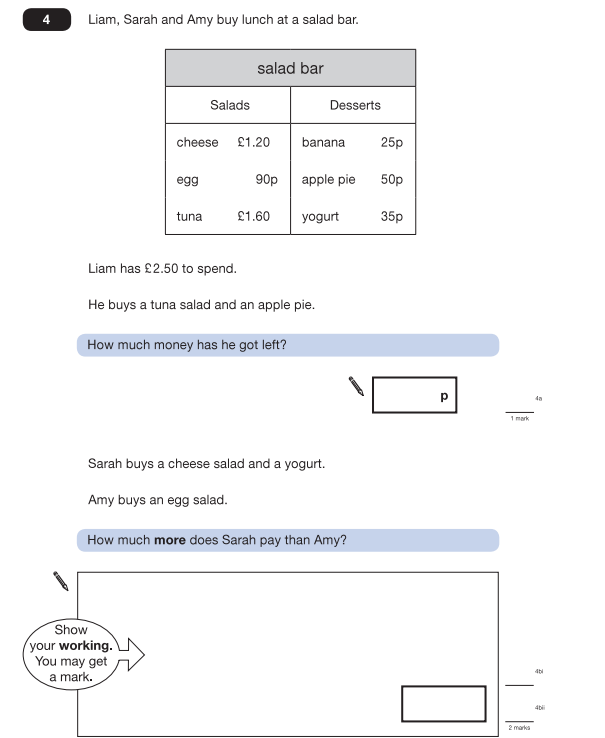 4 Liam, Sarah and Amy buy lunch at a salad bar.
salad bar
Salads Desserts
cheese £1.20 banana 25p
egg 90p apple pie 50p
tuna £1.60 yogurt 35p
Liam has £2.50 to spend.
He buys a tuna salad and an apple pie.
How much money has he got left?
p
4a
1 mark
Sarah buys a cheese salad and a yogurt.
Amy buys an egg salad.
How much more does Sarah pay than Amy?
Show
your working.
You may get
a mark.
4bi
4bii
2 marks